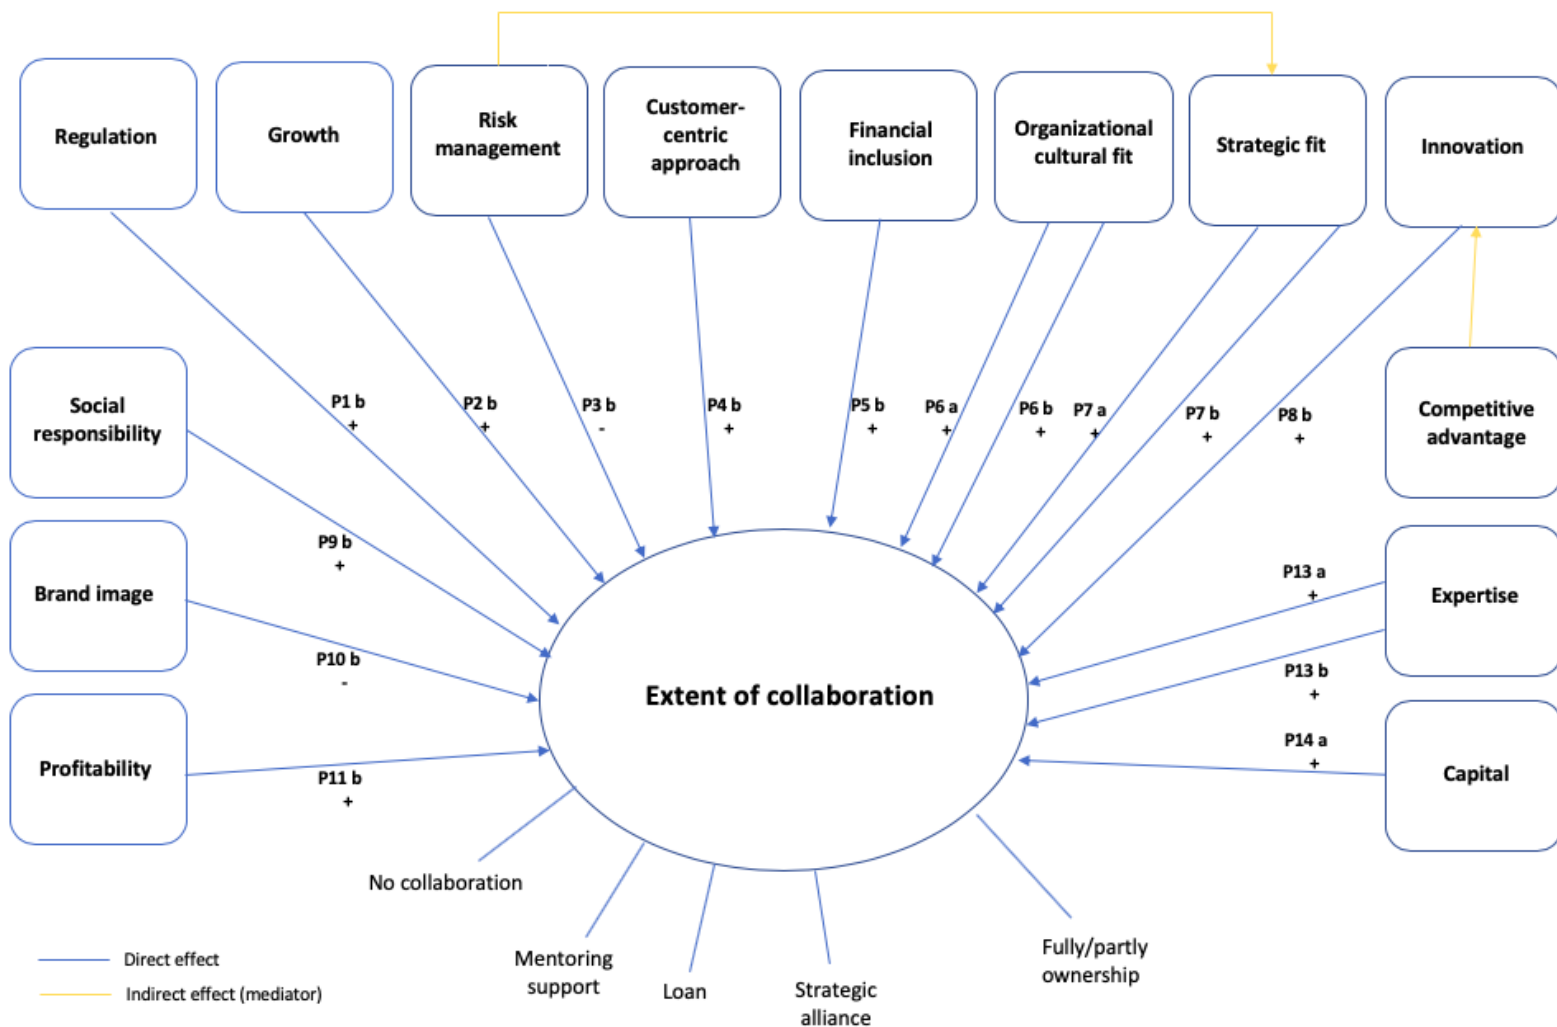 Regulation
Growth
Risk
management
Customer-
centric
approach
Financial
inclusion
Organizational
cultural fit
Strategic fit
Innovation
Social
responsibility
P1 b
+
P2 b
+
P3 b
-
P4 b
+
P5 b
+
P6 a
+
P6 b
+
P7 a
+
P7 b
+
P8 b
+
Competitive
advantage
P9 b
+
Brand image
P10 b
-
Profitability
P11 b
+
Extent of collaboration
P13 a
+
Expertise
P13 b
+
P14 a
+
Capital
No collaboration
Mentoring
support
Loan
Strategic
alliance
Fully/partly
ownership
Direct effect
Indirect effect (mediator)